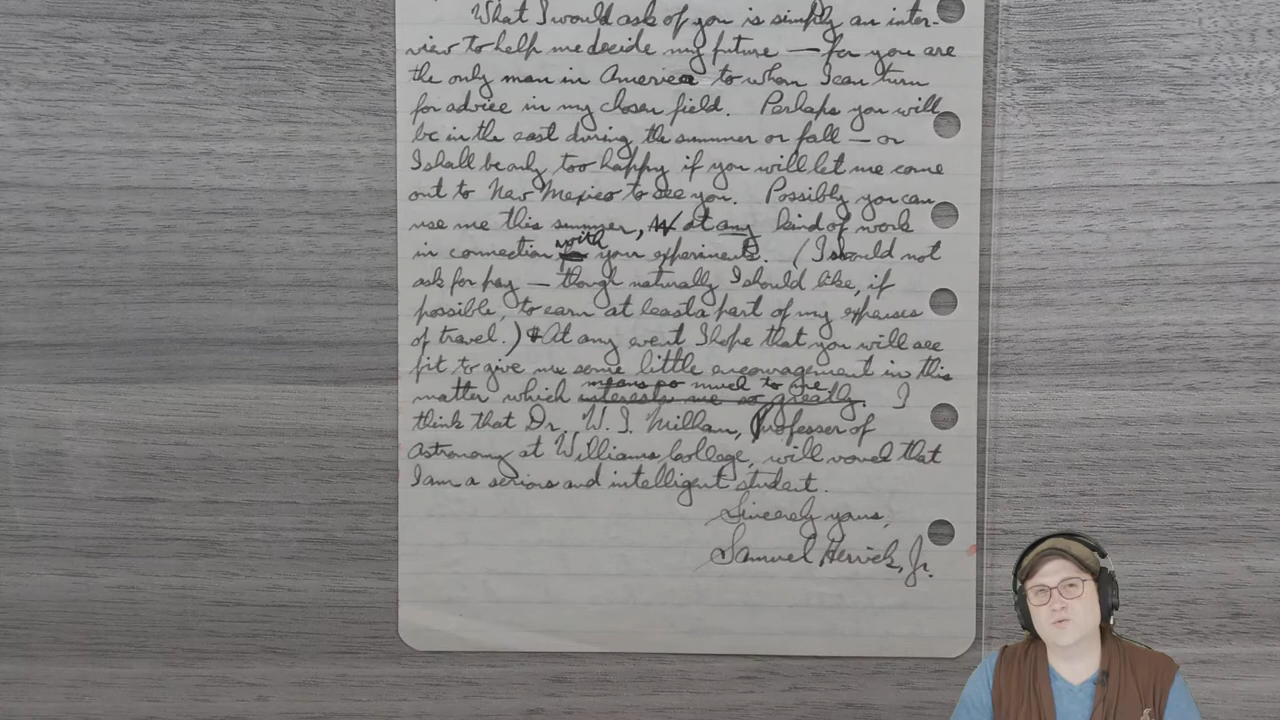 What I would ask of you is simply an inter-
view to help me decide my future — for you are
the only man in America to whom I can turn
for advice in my chosen field. Perhaps you will
be in the east during the summer or fall — or
I shall be only too happy if you will let me come
out to New Mexico to see you. Possibly you can
use me this summer, at any kind of work
in connection with your experiments. (I should not
ask for pay — though naturally I should like, if
possible, to earn at least a part of my expenses
of travel.) At any event I hope that you will see
fit to give me some little encouragement in this
means so much to me.
matter which interests me so greatly. I
think that Dr. W. I. Milham, Professor of
Astronomy at Williams College, will vouch that
I am a serious and intelligent student.
Sincerely yours,
Samuel Herrick, Jr.